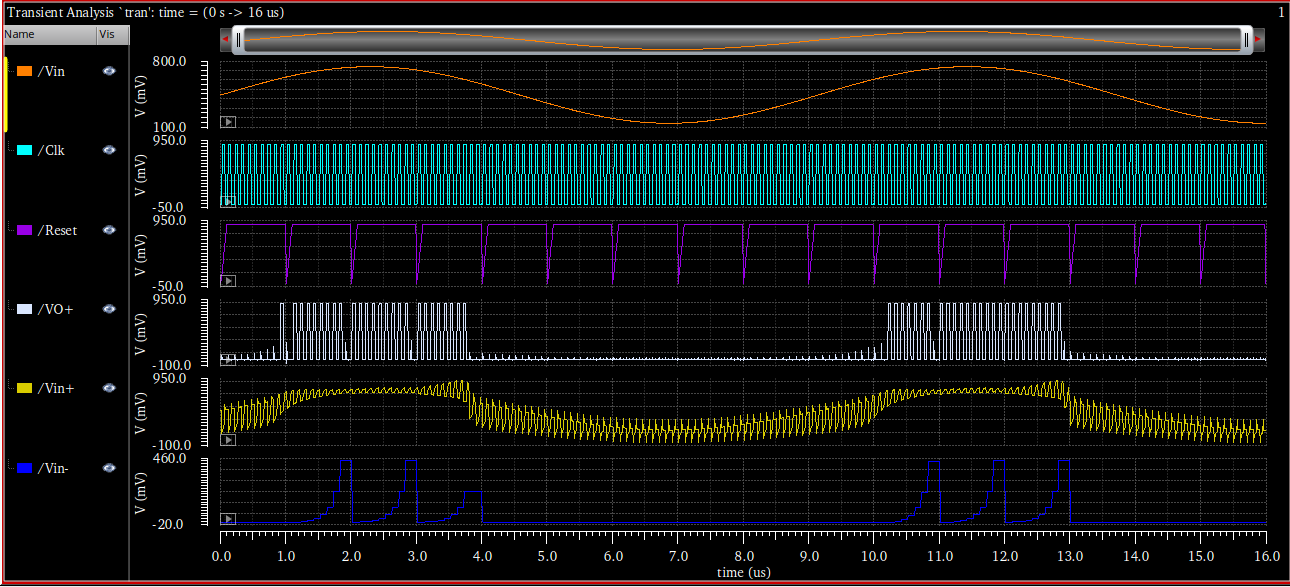 Transient Analysis `tran': time = (0 s -> 16 us)
1
Name Vis
/Vin
V (mV)
800.0
100.0
/Clk
V (mV)
950.0
-50.0
/Reset
V (mV)
950.0
-50.0
/VO+
V (mV)
950.0
-100.0
/Vin+
V (mV)
950.0
-100.0
/Vin-
V (mV)
460.0
-20.0
0.0 1.0 2.0 3.0 4.0 5.0 6.0 7.0 8.0 9.0 10.0 11.0 12.0 13.0 14.0 15.0 16.0
time (us)